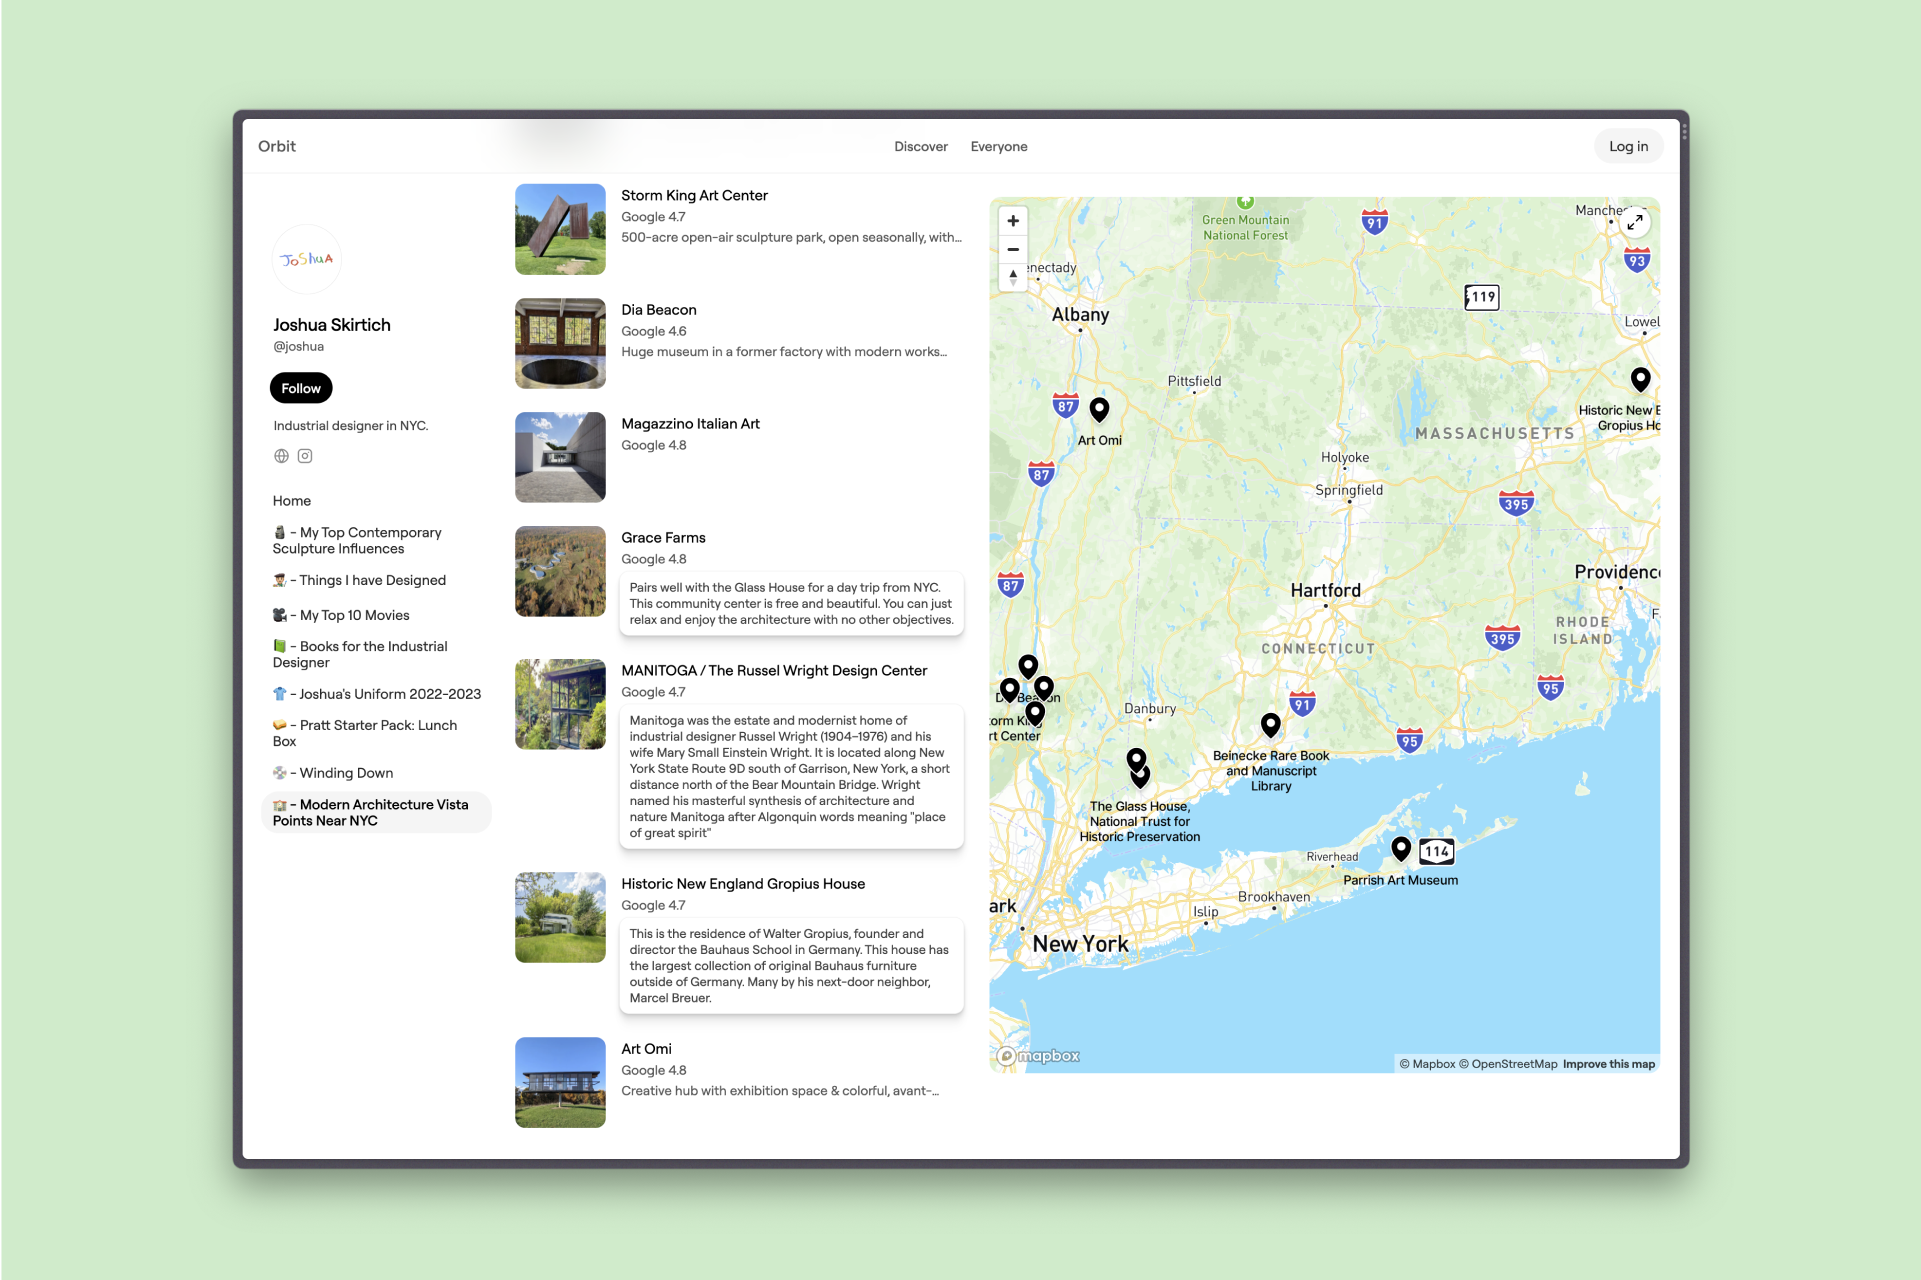 Orbit
Discover
Everyone
Log in
JoShuA
Joshua Skirtich
@joshua
Follow
Industrial designer in NYC.
Home
– My Top Contemporary
Sculpture Influences
– Things I have Designed
– My Top 10 Movies
– Books for the Industrial
Designer
– Joshua's Uniform 2022-2023
– Pratt Starter Pack: Lunch
Box
– Winding Down
– Modern Architecture Vista
Points Near NYC
Storm King Art Center
Google 4.7
500-acre open-air sculpture park, open seasonally, with…
Dia Beacon
Google 4.6
Huge museum in a former factory with modern works…
Magazzino Italian Art
Google 4.8
Grace Farms
Google 4.8
Pairs well with the Glass House for a day trip from NYC.
This community center is free and beautiful. You can just
relax and enjoy the architecture with no other objectives.
MANITOGA / The Russel Wright Design Center
Google 4.7
Manitoga was the estate and modernist home of
industrial designer Russel Wright (1904–1976) and his
wife Mary Small Einstein Wright. It is located along New
York State Route 9D south of Garrison, New York, a short
distance north of the Bear Mountain Bridge. Wright
named his masterful synthesis of architecture and
nature Manitoga after Algonquin words meaning "place
of great spirit"
Historic New England Gropius House
Google 4.7
This is the residence of Walter Gropius, founder and
director the Bauhaus School in Germany. This house has
the largest collection of original Bauhaus furniture
outside of Germany. Many by his next-door neighbor,
Marcel Breuer.
Art Omi
Google 4.8
Creative hub with exhibition space & colorful, avant-…
Green Mountain
National Forest
91
Manches
93
enectady
119
Albany
Lowel
Pittsfield
87
Art Omi
Historic New E
Gropius Ho
MASSACHUSETTS
Holyoke
87
Springfield
395
87
Hartford
Providenc
RHODE
ISLAND
F
395
CONNECTICUT
95
Beacon
orm King
rt Center
Danbury
91
95
Beinecke Rare Book
and Manuscript
Library
The Glass House,
National Trust for
Historic Preservation
114
Riverhead
Parrish Art Museum
Brookhaven
Islip
ark
New York
mapbox
© Mapbox © OpenStreetMap Improve this map